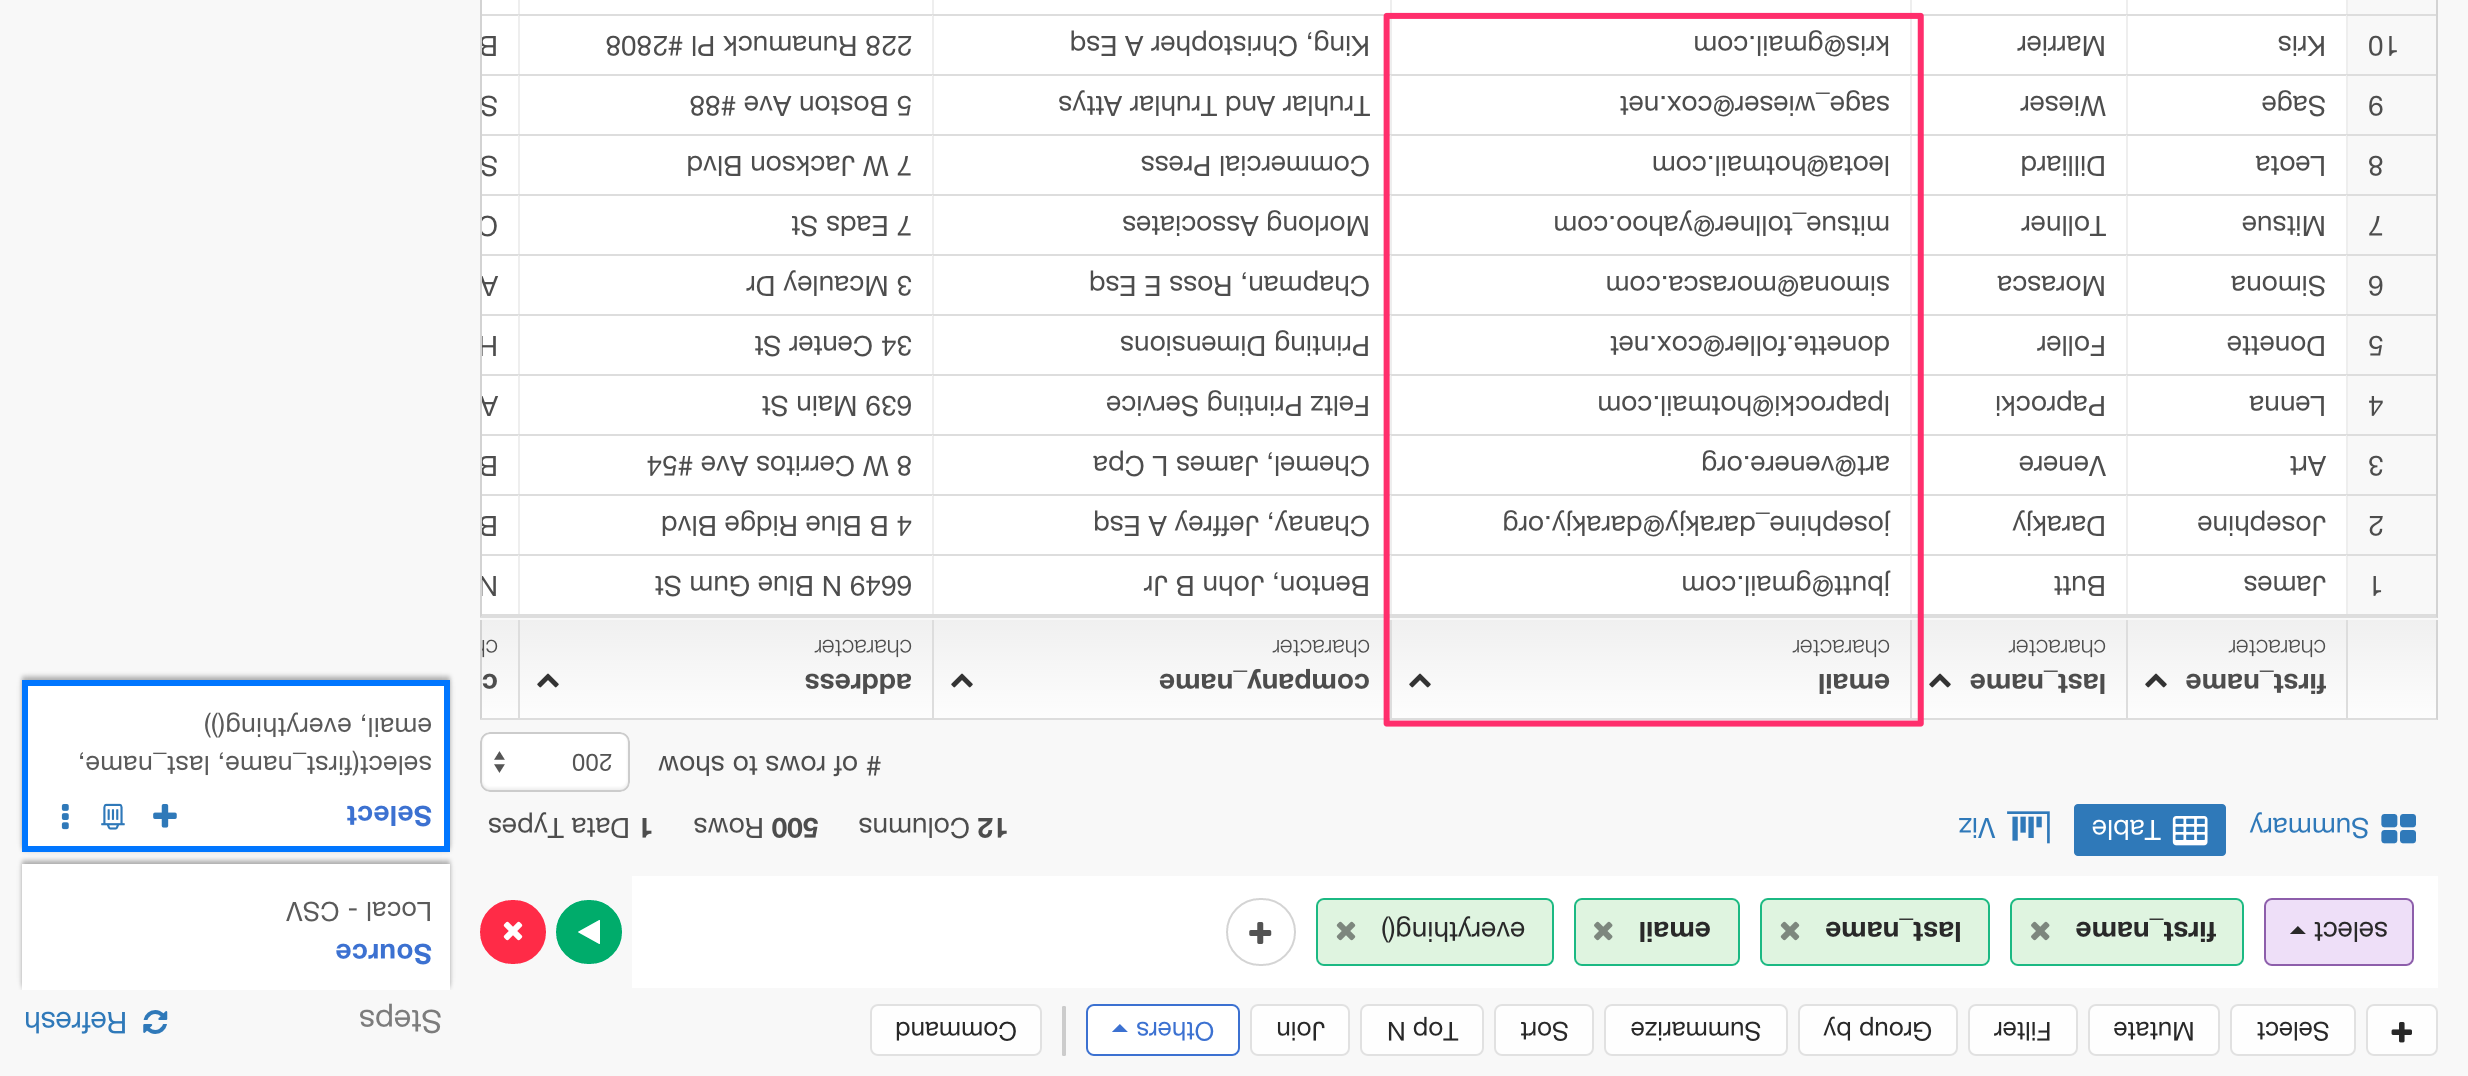 + Select Mutate Filter Group by Summarize Sort Top N Join Others Command
Steps Refresh
select first_name last_name email everything()
Source
Local - CSV
Summary Table Viz 12 Columns 500 Rows 1 Data Types
Select
select(first_name, last_name,
email, everything())
# of rows to show 200
first_name last_name email company_name address c
character character character character character ch
1 James Butt jbutt@gmail.com Benton, John B Jr 6649 N Blue Gum St N
2 Josephine Darakjy josephine_darakjy@darakjy.org Chanay, Jeffrey A Esq 4 B Blue Ridge Blvd B
3 Art Venere art@venere.org Chemel, James L Cpa 8 W Cerritos Ave #54 B
4 Lenna Paprocki lpaprocki@hotmail.com Feltz Printing Service 639 Main St A
5 Donette Foller donette.foller@cox.net Printing Dimensions 34 Center St H
6 Simona Morasca simona@morasca.com Chapman, Ross E Esq 3 Mcauley Dr A
7 Mitsue Tollner mitsue_tollner@yahoo.com Morlong Associates 7 Eads St C
8 Leota Dilliard leota@hotmail.com Commercial Press 7 W Jackson Blvd S
9 Sage Wieser sage_wieser@cox.net Truhlar And Truhlar Attys 5 Boston Ave #88 S
10 Kris Marrier kris@gmail.com King, Christopher A Esq 228 Runamuck Pl #2808 B